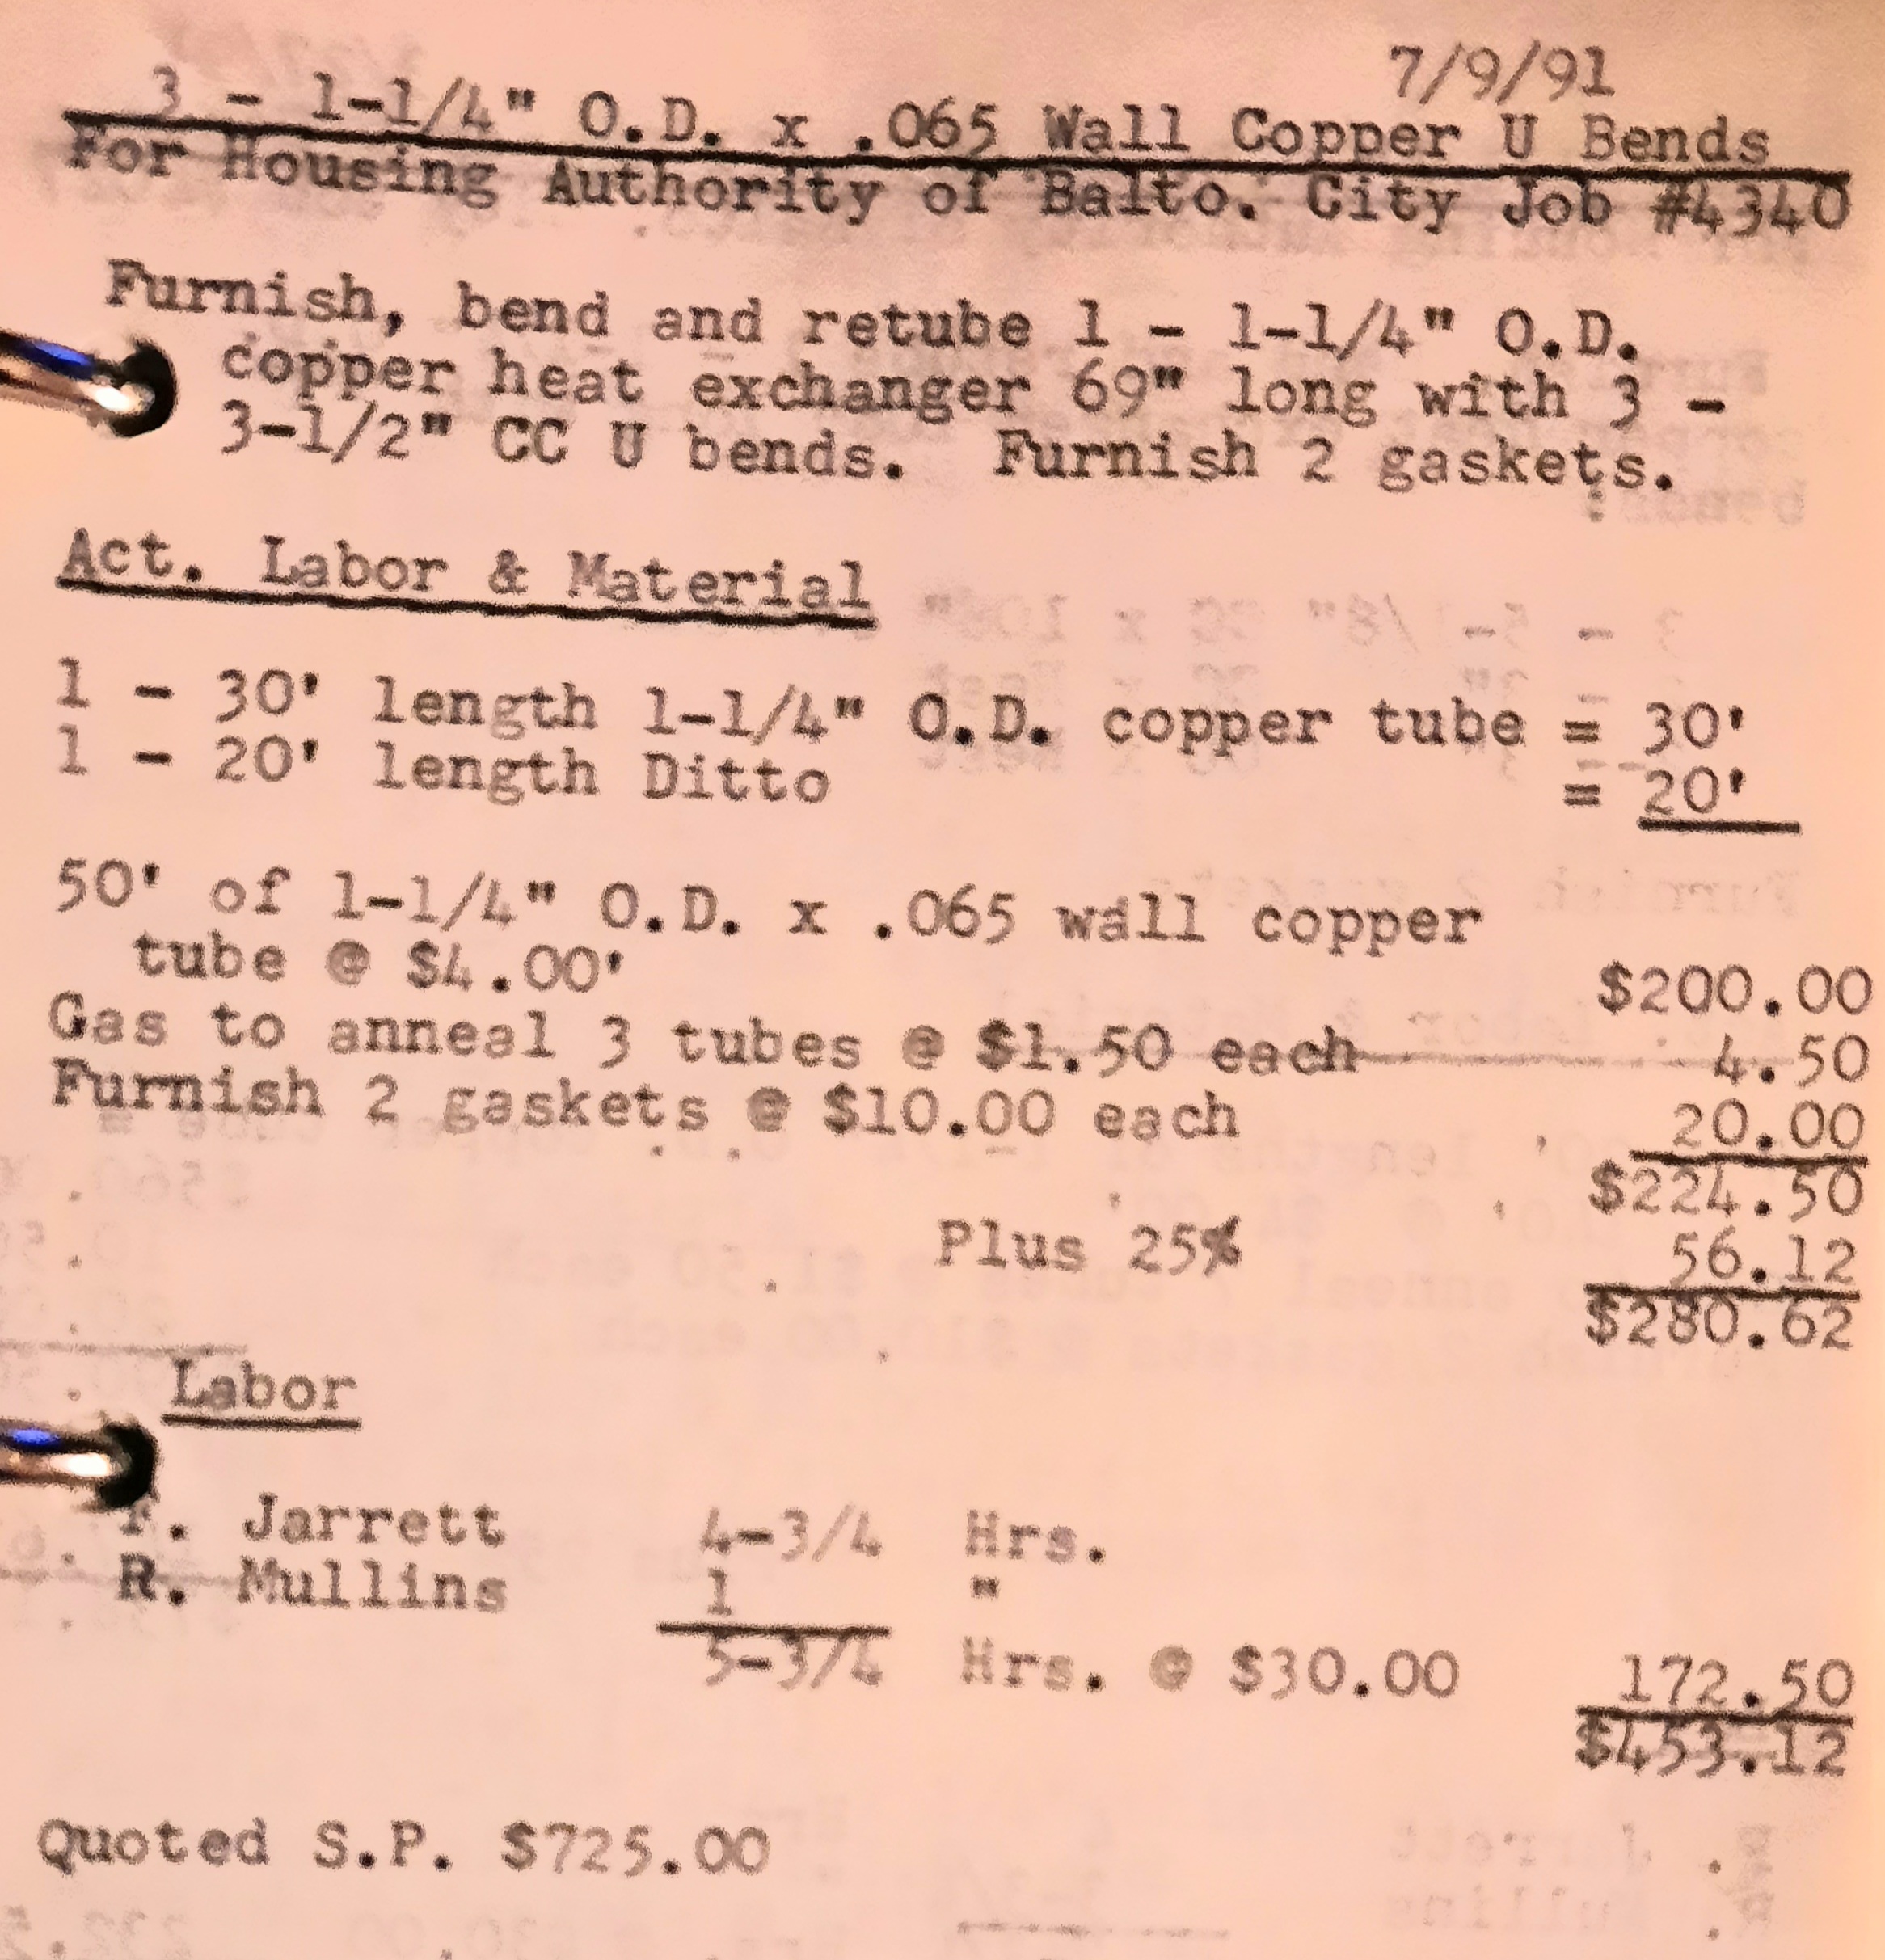 7/9/91
3 - 1-1/4" O.D. x .065 Wall Copper U Bends
For Housing Authority of Balto. City Job #4340
Furnish, bend and retube 1 - 1-1/4" O.D.
copper heat exchanger 69" long with 3 -
3-1/2" CC U bends. Furnish 2 gaskets.
Act. Labor & Material
1 - 30' length 1-1/4" O.D. copper tube = 30'
1 - 20' length Ditto = 20'
50' of 1-1/4" O.D. x .065 wall copper
tube @ $4.00' $200.00
Gas to anneal 3 tubes @ $1.50 each 4.50
Furnish 2 gaskets @ $10.00 each 20.00
$224.50
Plus 25% 56.12
$280.62
Labor
Jarrett 4-3/4 Hrs.
R. Mullins 1 "
5-3/4 Hrs. @ $30.00 172.50
$453.12
Quoted S.P. $725.00